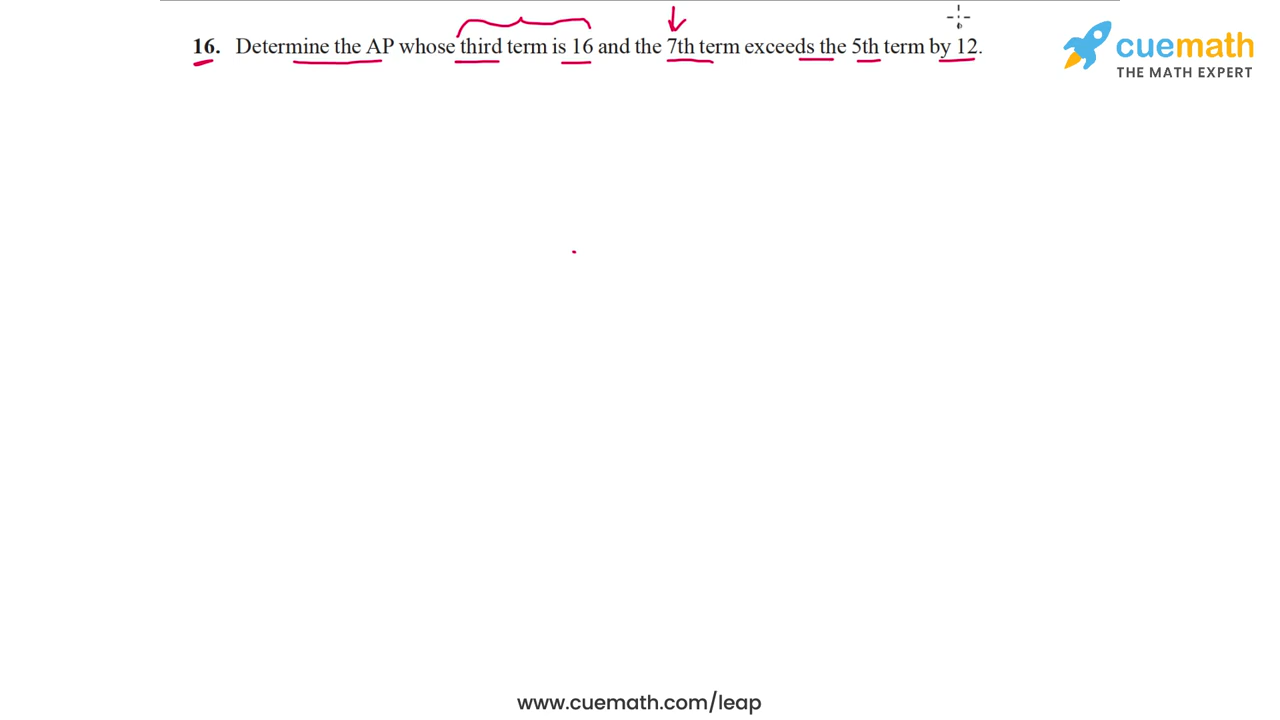 16. Determine the AP whose third term is 16 and the 7th term exceeds the 5th term by 12.
cuemath
THE MATH EXPERT
www.cuemath.com/leap